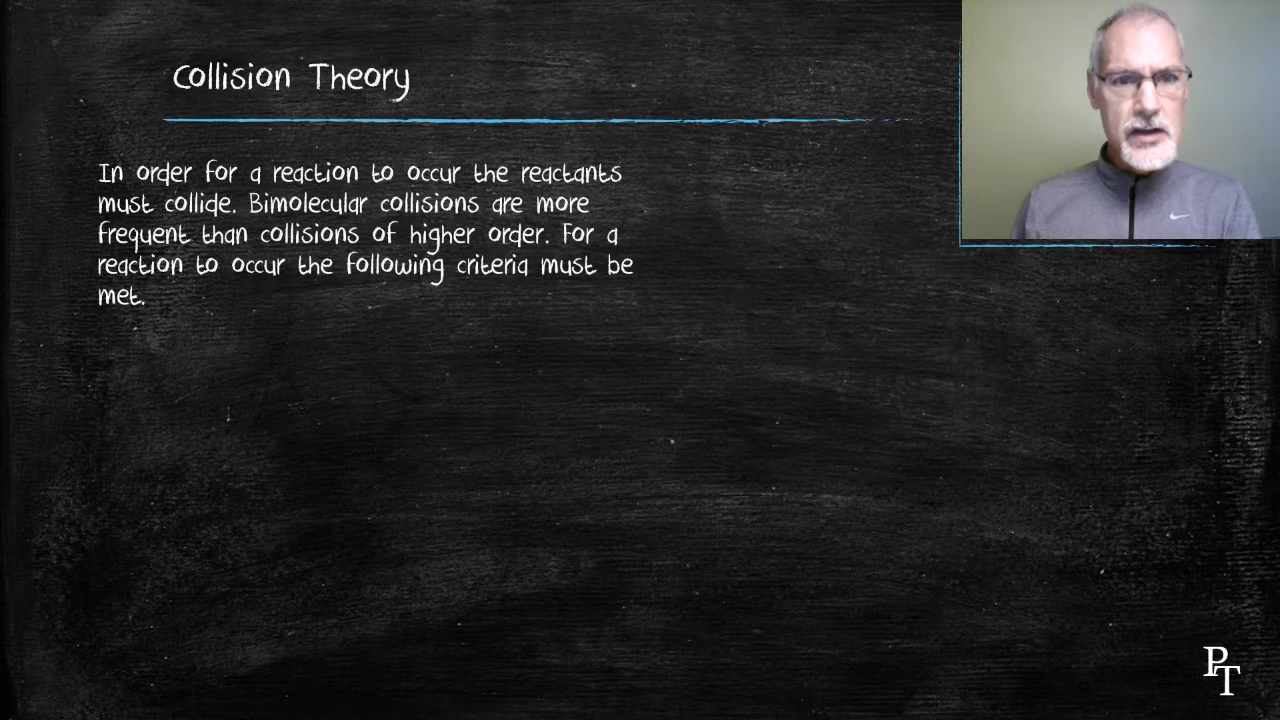 Collision Theory
In order for a reaction to occur the reactants
must collide. Bimolecular collisions are more
frequent than collisions of higher order. For a
reaction to occur the following criteria must be
met.
PT